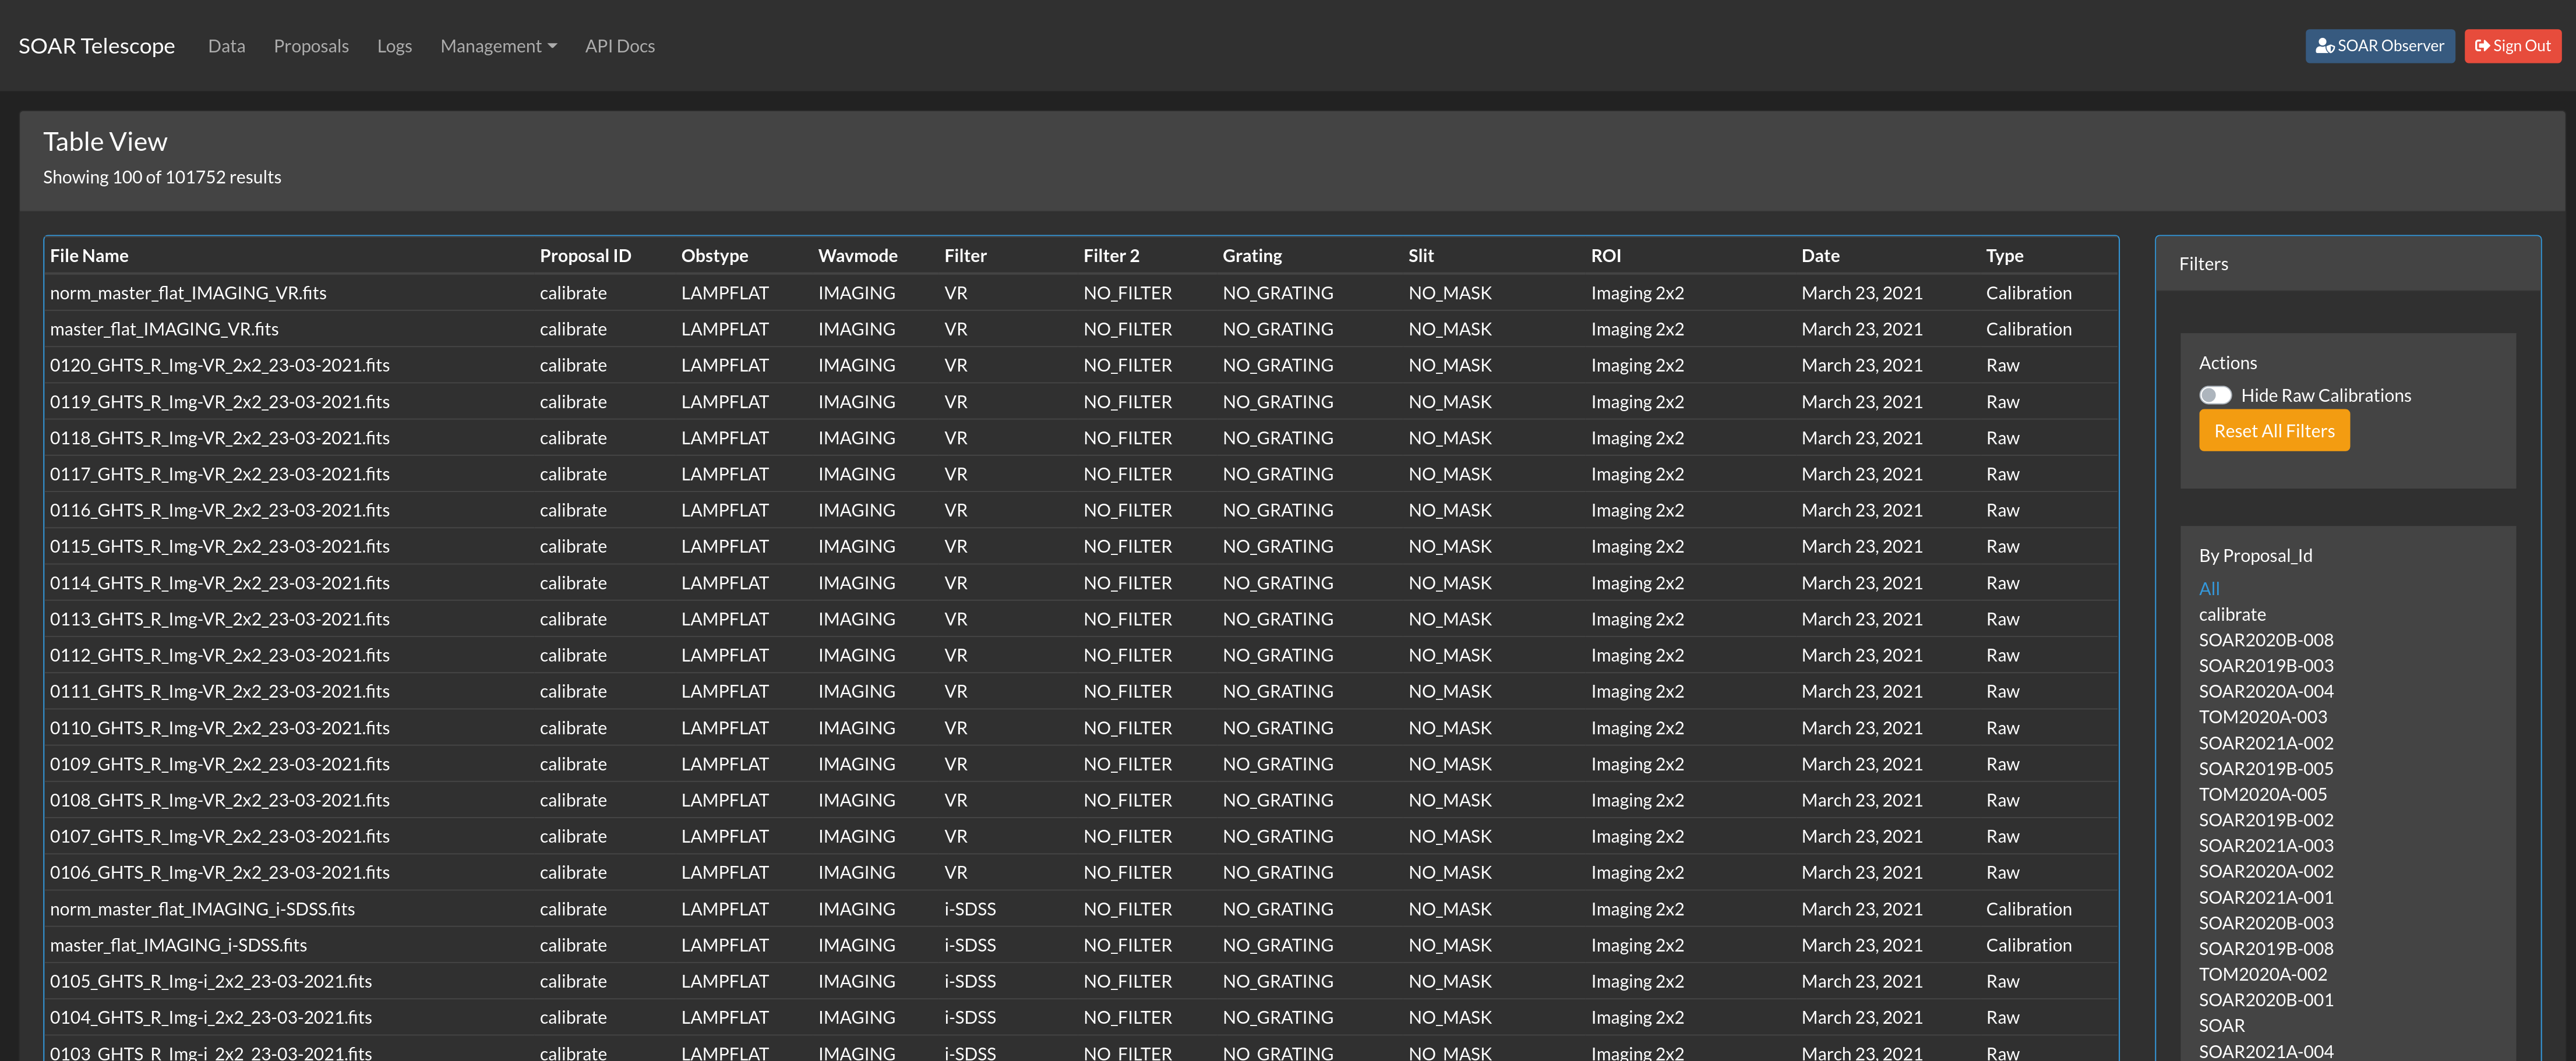 SOAR Telescope Data Proposals Logs Management API Docs SOAR Observer Sign Out
Table View
Showing 100 of 101752 results
File Name Proposal ID Obstype Wavmode Filter Filter 2 Grating Slit ROI Date Type
norm_master_flat_IMAGING_VR.fits calibrate LAMPFLAT IMAGING VR NO_FILTER NO_GRATING NO_MASK Imaging 2x2 March 23, 2021 Calibration
master_flat_IMAGING_VR.fits calibrate LAMPFLAT IMAGING VR NO_FILTER NO_GRATING NO_MASK Imaging 2x2 March 23, 2021 Calibration
0120_GHTS_R_Img-VR_2x2_23-03-2021.fits calibrate LAMPFLAT IMAGING VR NO_FILTER NO_GRATING NO_MASK Imaging 2x2 March 23, 2021 Raw
0119_GHTS_R_Img-VR_2x2_23-03-2021.fits calibrate LAMPFLAT IMAGING VR NO_FILTER NO_GRATING NO_MASK Imaging 2x2 March 23, 2021 Raw
0118_GHTS_R_Img-VR_2x2_23-03-2021.fits calibrate LAMPFLAT IMAGING VR NO_FILTER NO_GRATING NO_MASK Imaging 2x2 March 23, 2021 Raw
0117_GHTS_R_Img-VR_2x2_23-03-2021.fits calibrate LAMPFLAT IMAGING VR NO_FILTER NO_GRATING NO_MASK Imaging 2x2 March 23, 2021 Raw
0116_GHTS_R_Img-VR_2x2_23-03-2021.fits calibrate LAMPFLAT IMAGING VR NO_FILTER NO_GRATING NO_MASK Imaging 2x2 March 23, 2021 Raw
0115_GHTS_R_Img-VR_2x2_23-03-2021.fits calibrate LAMPFLAT IMAGING VR NO_FILTER NO_GRATING NO_MASK Imaging 2x2 March 23, 2021 Raw
0114_GHTS_R_Img-VR_2x2_23-03-2021.fits calibrate LAMPFLAT IMAGING VR NO_FILTER NO_GRATING NO_MASK Imaging 2x2 March 23, 2021 Raw
0113_GHTS_R_Img-VR_2x2_23-03-2021.fits calibrate LAMPFLAT IMAGING VR NO_FILTER NO_GRATING NO_MASK Imaging 2x2 March 23, 2021 Raw
0112_GHTS_R_Img-VR_2x2_23-03-2021.fits calibrate LAMPFLAT IMAGING VR NO_FILTER NO_GRATING NO_MASK Imaging 2x2 March 23, 2021 Raw
0111_GHTS_R_Img-VR_2x2_23-03-2021.fits calibrate LAMPFLAT IMAGING VR NO_FILTER NO_GRATING NO_MASK Imaging 2x2 March 23, 2021 Raw
0110_GHTS_R_Img-VR_2x2_23-03-2021.fits calibrate LAMPFLAT IMAGING VR NO_FILTER NO_GRATING NO_MASK Imaging 2x2 March 23, 2021 Raw
0109_GHTS_R_Img-VR_2x2_23-03-2021.fits calibrate LAMPFLAT IMAGING VR NO_FILTER NO_GRATING NO_MASK Imaging 2x2 March 23, 2021 Raw
0108_GHTS_R_Img-VR_2x2_23-03-2021.fits calibrate LAMPFLAT IMAGING VR NO_FILTER NO_GRATING NO_MASK Imaging 2x2 March 23, 2021 Raw
0107_GHTS_R_Img-VR_2x2_23-03-2021.fits calibrate LAMPFLAT IMAGING VR NO_FILTER NO_GRATING NO_MASK Imaging 2x2 March 23, 2021 Raw
0106_GHTS_R_Img-VR_2x2_23-03-2021.fits calibrate LAMPFLAT IMAGING VR NO_FILTER NO_GRATING NO_MASK Imaging 2x2 March 23, 2021 Raw
norm_master_flat_IMAGING_i-SDSS.fits calibrate LAMPFLAT IMAGING i-SDSS NO_FILTER NO_GRATING NO_MASK Imaging 2x2 March 23, 2021 Calibration
master_flat_IMAGING_i-SDSS.fits calibrate LAMPFLAT IMAGING i-SDSS NO_FILTER NO_GRATING NO_MASK Imaging 2x2 March 23, 2021 Calibration
0105_GHTS_R_Img-i_2x2_23-03-2021.fits calibrate LAMPFLAT IMAGING i-SDSS NO_FILTER NO_GRATING NO_MASK Imaging 2x2 March 23, 2021 Raw
0104_GHTS_R_Img-i_2x2_23-03-2021.fits calibrate LAMPFLAT IMAGING i-SDSS NO_FILTER NO_GRATING NO_MASK Imaging 2x2 March 23, 2021 Raw
0103_GHTS_R_Img-i_2x2_23-03-2021.fits calibrate LAMPFLAT IMAGING i-SDSS NO_FILTER NO_GRATING NO_MASK Imaging 2x2 March 23, 2021 Raw
Filters
Actions
Hide Raw Calibrations
Reset All Filters
By Proposal_Id
All
calibrate
SOAR2020B-008
SOAR2019B-003
SOAR2020A-004
TOM2020A-003
SOAR2021A-002
SOAR2019B-005
TOM2020A-005
SOAR2019B-002
SOAR2021A-003
SOAR2020A-002
SOAR2021A-001
SOAR2020B-003
SOAR2019B-008
TOM2020A-002
SOAR2020B-001
SOAR
SOAR2021A-004